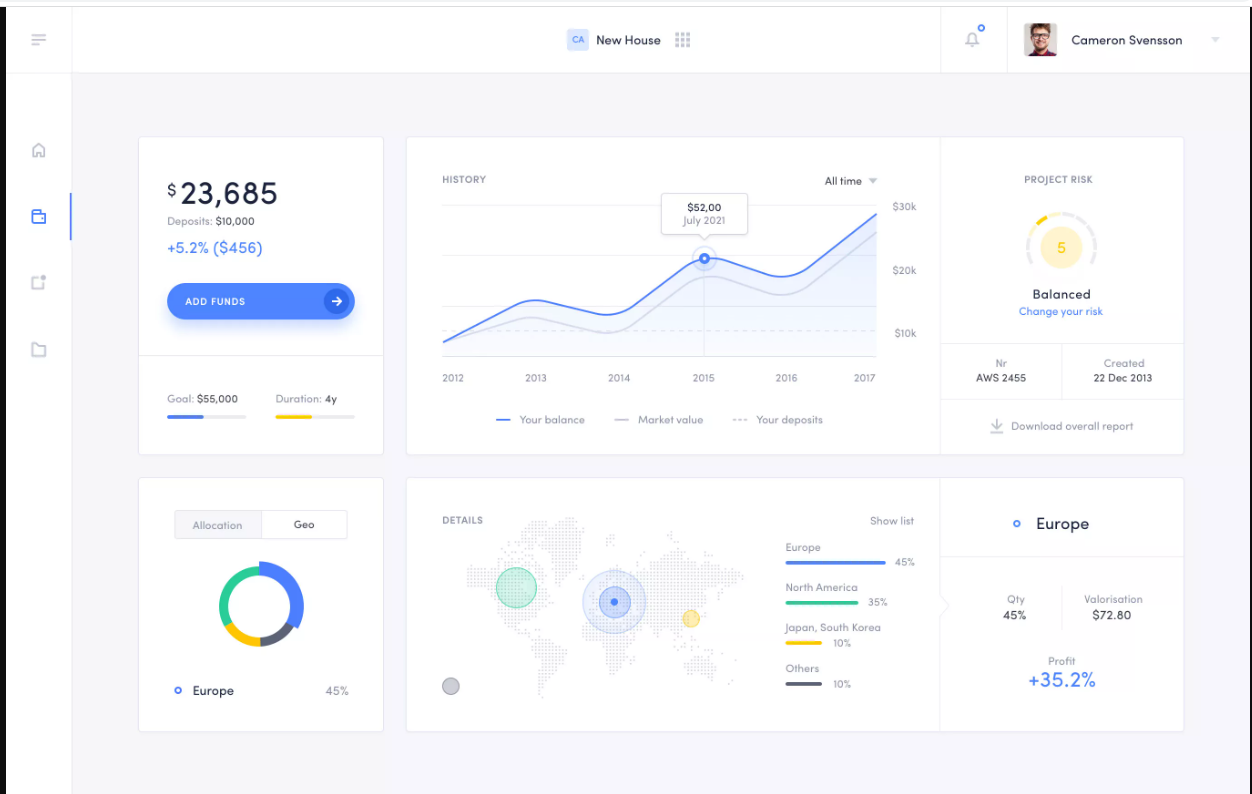 CA New House
Cameron Svensson
$23,685
Deposits: $10,000
+5.2% ($456)
ADD FUNDS
Goal: $55,000
Duration: 4y
HISTORY
All time
$52,00
July 2021
$30k
$20k
$10k
2012 2013 2014 2015 2016 2017
Your balance
Market value
Your deposits
PROJECT RISK
5
Balanced
Change your risk
Nr
AWS 2455
Created
22 Dec 2013
Download overall report
Allocation
Geo
Europe 45%
DETAILS
Show list
Europe
45%
North America
35%
Japan, South Korea
10%
Others
10%
Europe
Qty
45%
Valorisation
$72.80
Profit
+35.2%